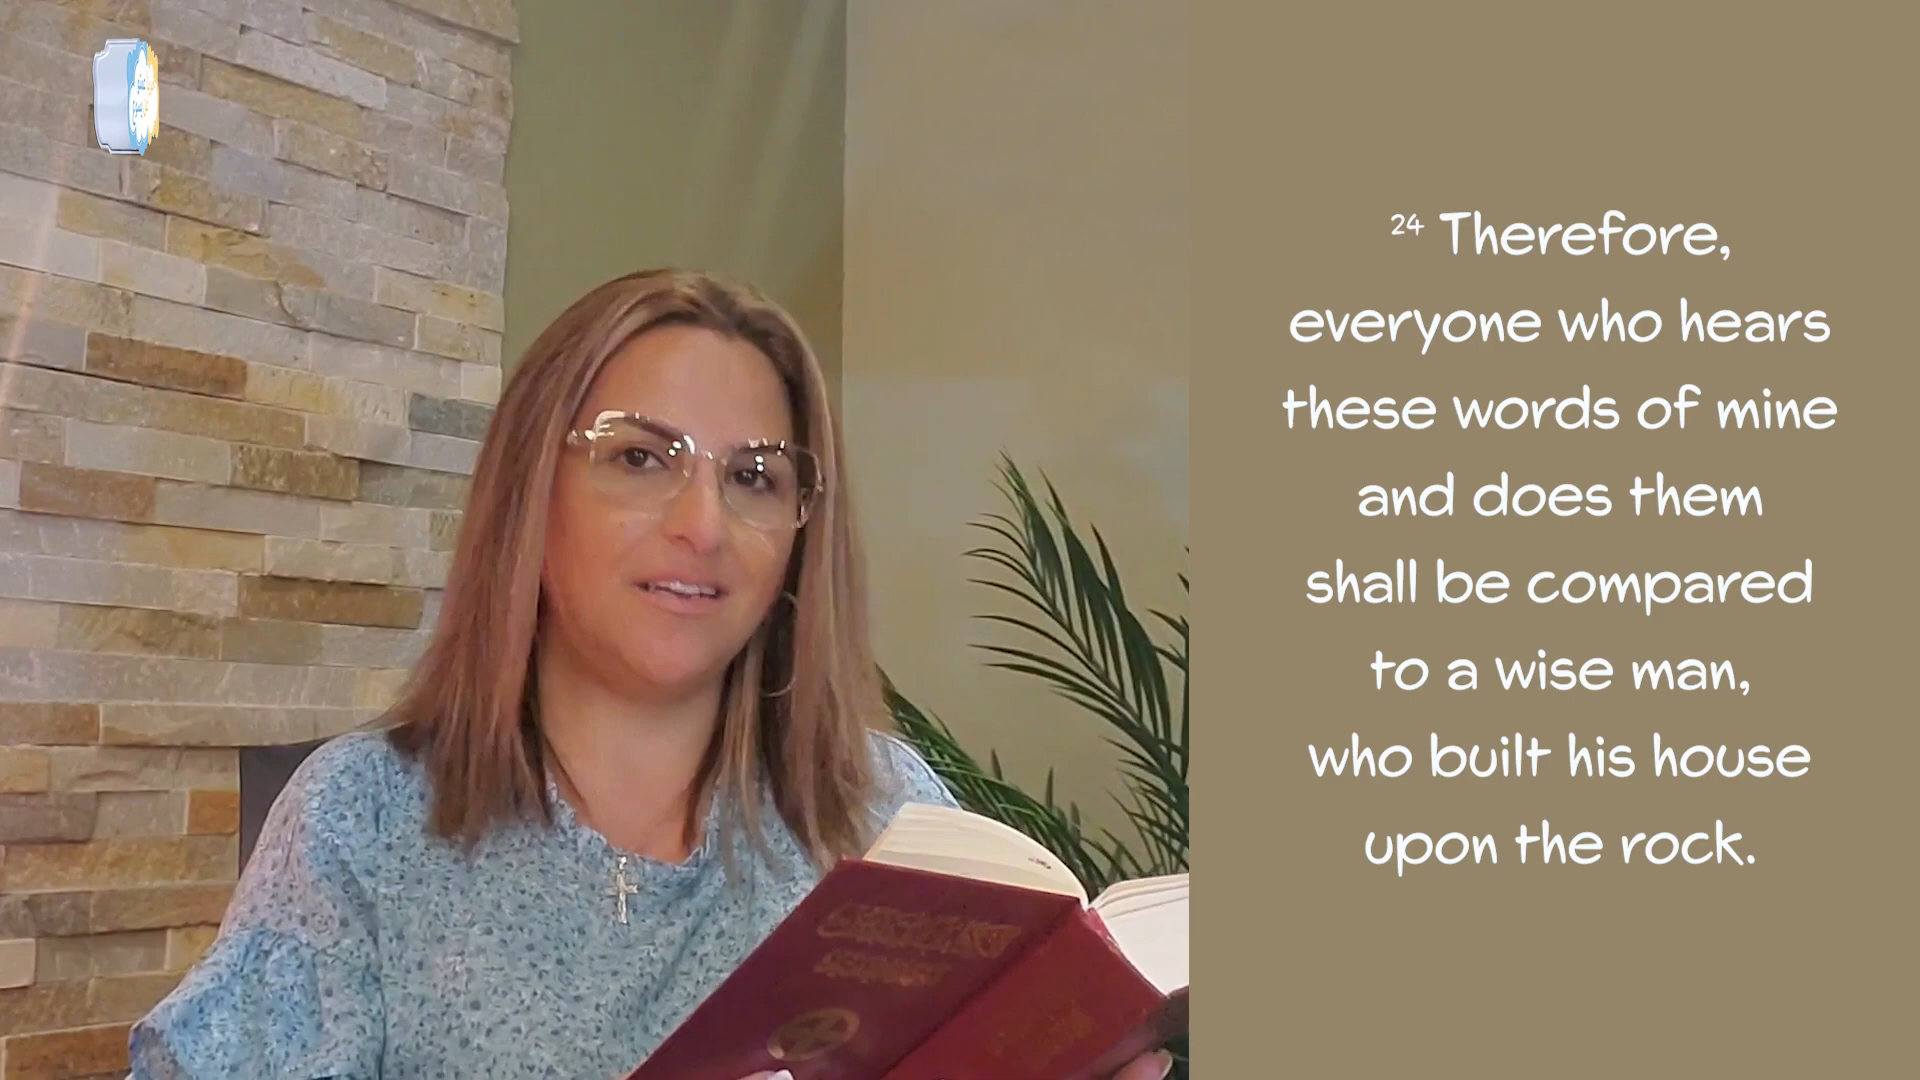 ²⁴ Therefore,
everyone who hears
these words of mine
and does them
shall be compared
to a wise man,
who built his house
upon the rock.